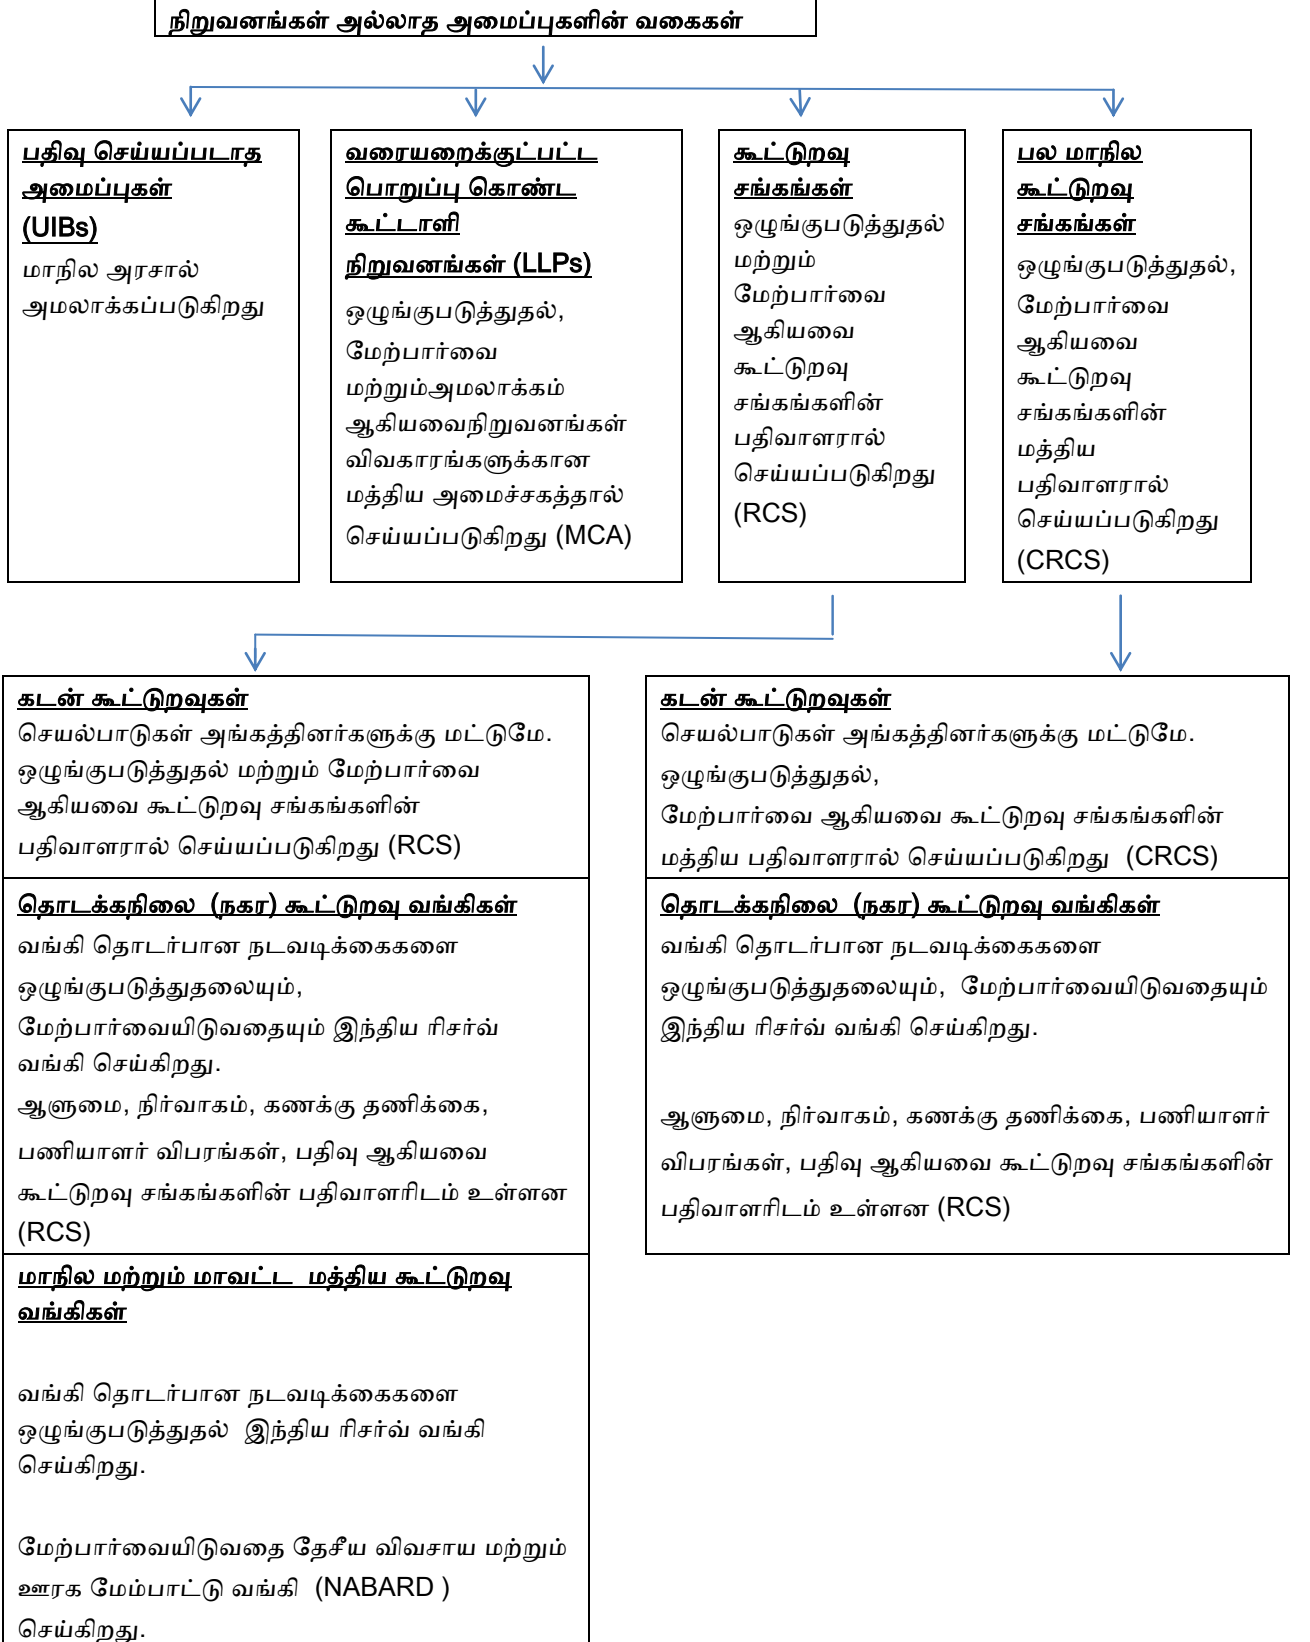 நிறுவனங்கள் அல்லாத அமைப்புகளின் வகைகள்
பதிவு செய்யப்படாத
அமைப்புகள்
(UIBs)
மாநில அரசால்
அமலாக்கப்படுகிறது
வரையறைக்குட்பட்ட
பொறுப்பு கொண்ட
கூட்டாளி
நிறுவனங்கள் (LLPs)
ஒழுங்குபடுத்துதல்,
மேற்பார்வை
மற்றும்அமலாக்கம்
ஆகியவைநிறுவனங்கள்
விவகாரங்களுக்கான
மத்திய அமைச்சகத்தால்
செய்யப்படுகிறது (MCA)
கூட்டுறவு
சங்கங்கள்
ஒழுங்குபடுத்துதல்
மற்றும்
மேற்பார்வை
ஆகியவை
கூட்டுறவு
சங்கங்களின்
பதிவாளரால்
செய்யப்படுகிறது
(RCS)
பல மாநில
கூட்டுறவு
சங்கங்கள்
ஒழுங்குபடுத்துதல்,
மேற்பார்வை
ஆகியவை
கூட்டுறவு
சங்கங்களின்
மத்திய
பதிவாளரால்
செய்யப்படுகிறது
(CRCS)
கடன் கூட்டுறவுகள்
செயல்பாடுகள் அங்கத்தினர்களுக்கு மட்டுமே.
ஒழுங்குபடுத்துதல் மற்றும் மேற்பார்வை
ஆகியவை கூட்டுறவு சங்கங்களின்
பதிவாளரால் செய்யப்படுகிறது (RCS)
தொடக்கநிலை (நகர) கூட்டுறவு வங்கிகள்
வங்கி தொடர்பான நடவடிக்கைகளை
ஒழுங்குபடுத்துதலையும்,
மேற்பார்வையிடுவதையும் இந்திய ரிசர்வ்
வங்கி செய்கிறது.
ஆளுமை, நிர்வாகம், கணக்கு தணிக்கை,
பணியாளர் விபரங்கள், பதிவு ஆகியவை
கூட்டுறவு சங்கங்களின் பதிவாளரிடம் உள்ளன
(RCS)
மாநில மற்றும் மாவட்ட மத்திய கூட்டுறவு
வங்கிகள்
வங்கி தொடர்பான நடவடிக்கைகளை
ஒழுங்குபடுத்துதல் இந்திய ரிசர்வ் வங்கி
செய்கிறது.
மேற்பார்வையிடுவதை தேசீய விவசாய மற்றும்
ஊரக மேம்பாட்டு வங்கி (NABARD )
செய்கிறது.
கடன் கூட்டுறவுகள்
செயல்பாடுகள் அங்கத்தினர்களுக்கு மட்டுமே.
ஒழுங்குபடுத்துதல்,
மேற்பார்வை ஆகியவை கூட்டுறவு சங்கங்களின்
மத்திய பதிவாளரால் செய்யப்படுகிறது (CRCS)
தொடக்கநிலை (நகர) கூட்டுறவு வங்கிகள்
வங்கி தொடர்பான நடவடிக்கைகளை
ஒழுங்குபடுத்துதலையும், மேற்பார்வையிடுவதையும்
இந்திய ரிசர்வ் வங்கி செய்கிறது.
ஆளுமை, நிர்வாகம், கணக்கு தணிக்கை, பணியாளர்
விபரங்கள், பதிவு ஆகியவை கூட்டுறவு சங்கங்களின்
பதிவாளரிடம் உள்ளன (RCS)